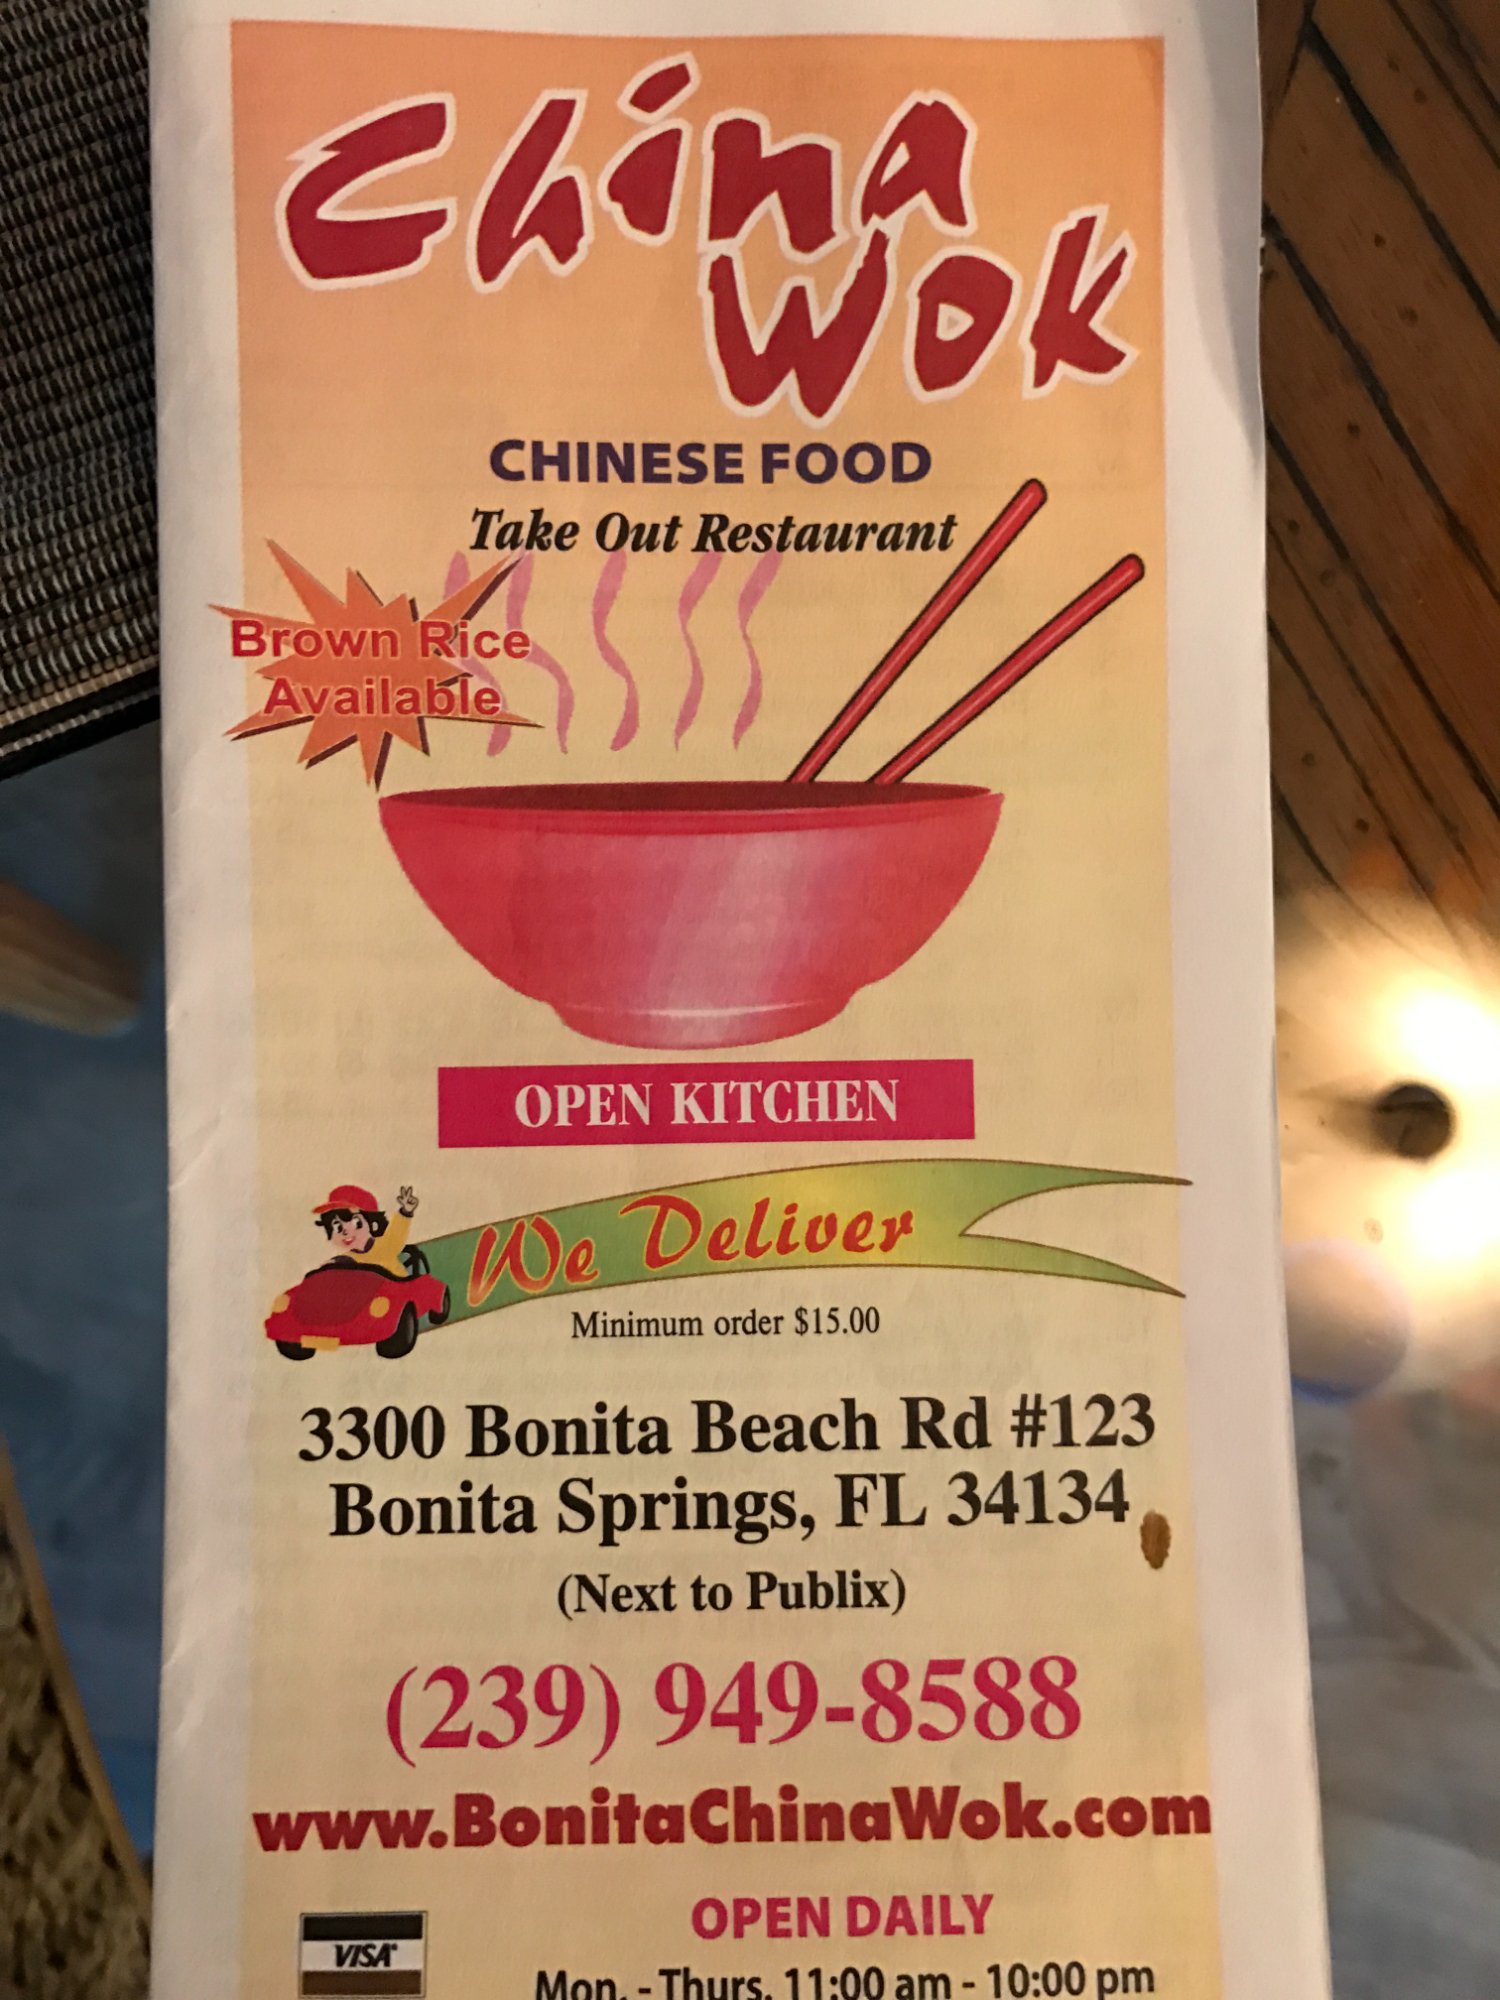 China
Wok
CHINESE FOOD
Take Out Restaurant
Brown Rice
Available
OPEN KITCHEN
We Deliver
Minimum order $15.00
3300 Bonita Beach Rd #123
Bonita Springs, FL 34134
(Next to Publix)
(239) 949-8588
www.BonitaChinaWok.com
OPEN DAILY
VISA
Mon. - Thurs. 11:00 am - 10:00 pm